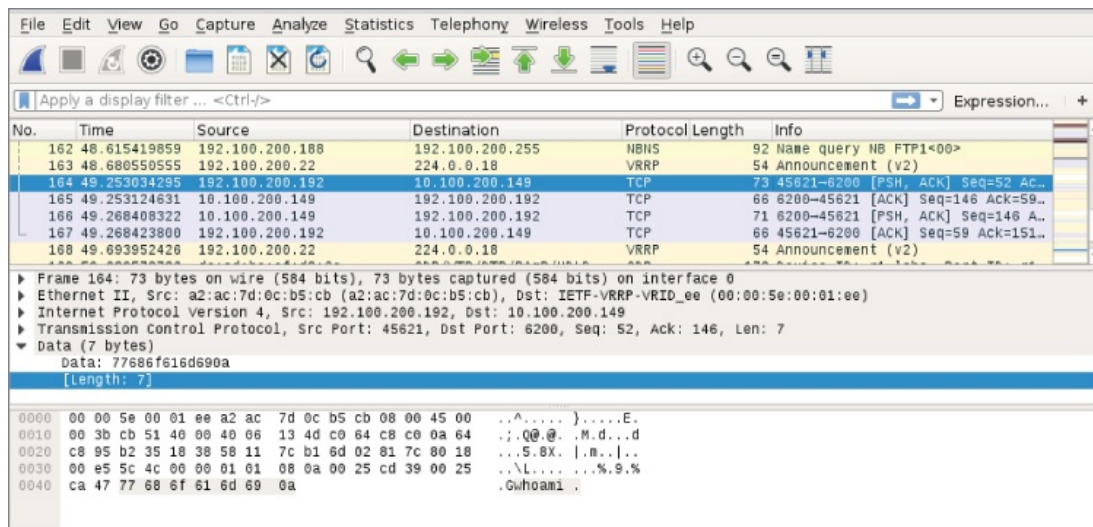 File Edit View Go Capture Analyze Statistics Telephony Wireless Tools Help
Apply a display filter ... <Ctrl-/> Expression... +
No. Time Source Destination Protocol Length Info
162 48.615419859 192.100.200.188 192.100.200.255 NBNS 92 Name query NB FTP1<00>
163 48.680550555 192.100.200.22 224.0.0.18 VRRP 54 Announcement (v2)
164 49.253034295 192.100.200.192 10.100.200.149 TCP 73 45621→6200 [PSH, ACK] Seq=52 Ac…
165 49.253124631 10.100.200.149 192.100.200.192 TCP 66 6200→45621 [ACK] Seq=146 Ack=59…
166 49.268408322 10.100.200.149 192.100.200.192 TCP 71 6200→45621 [PSH, ACK] Seq=146 A…
167 49.268423800 192.100.200.192 10.100.200.149 TCP 66 45621→6200 [ACK] Seq=59 Ack=151…
168 49.693952426 192.100.200.22 224.0.0.18 VRRP 54 Announcement (v2)
Frame 164: 73 bytes on wire (584 bits), 73 bytes captured (584 bits) on interface 0
Ethernet II, Src: a2:ac:7d:0c:b5:cb (a2:ac:7d:0c:b5:cb), Dst: IETF-VRRP-VRID_ee (00:00:5e:00:01:ee)
Internet Protocol Version 4, Src: 192.100.200.192, Dst: 10.100.200.149
Transmission Control Protocol, Src Port: 45621, Dst Port: 6200, Seq: 52, Ack: 146, Len: 7
Data (7 bytes)
Data: 77686f616d690a
[Length: 7]
0000 00 00 5e 00 01 ee a2 ac 7d 0c b5 cb 08 00 45 00 ..^..... }.....E.
0010 00 3b cb 51 40 00 40 06 13 4d c0 64 c8 c0 0a 64 .;.Q@.@. .M.d...d
0020 c8 95 b2 35 18 38 58 11 7c b1 6d 02 81 7c 80 18 ...5.8X. |.m..|..
0030 00 e5 5c 4c 00 00 01 01 08 0a 00 25 cd 39 00 25 ..\L.... ...%.9.%
0040 ca 47 77 68 6f 61 6d 69 0a .Gwhoami .